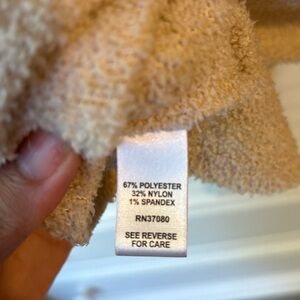 67% POLYESTER
32% NYLON
1% SPANDEX
RN37080
SEE REVERSE
FOR CARE